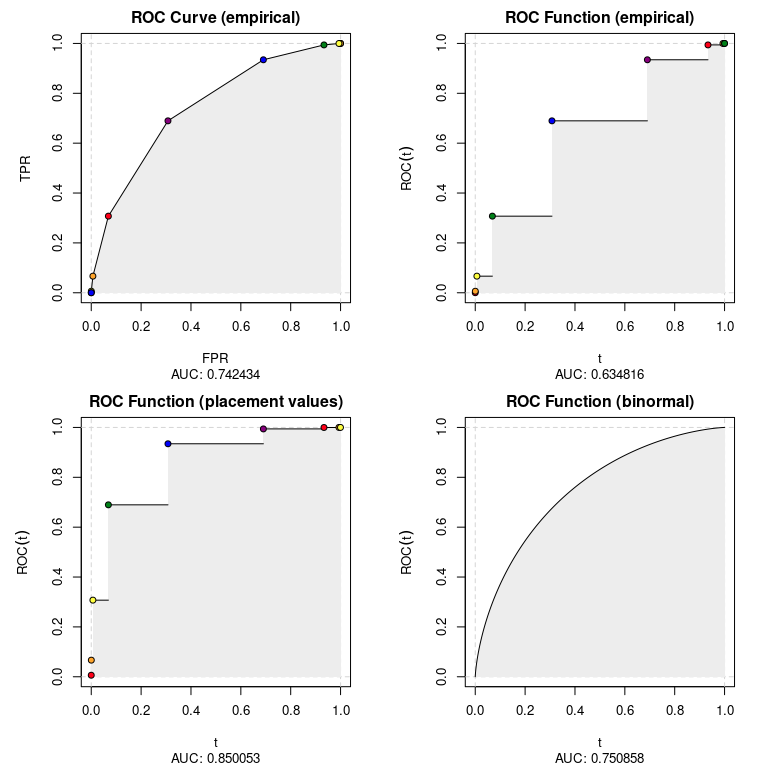 ROC Curve (empirical)
TPR
0.0 0.2 0.4 0.6 0.8 1.0
0.0 0.2 0.4 0.6 0.8 1.0
FPR
AUC: 0.742434
ROC Function (empirical)
ROC(t)
0.0 0.2 0.4 0.6 0.8 1.0
0.0 0.2 0.4 0.6 0.8 1.0
t
AUC: 0.634816
ROC Function (placement values)
ROC(t)
0.0 0.2 0.4 0.6 0.8 1.0
0.0 0.2 0.4 0.6 0.8 1.0
t
AUC: 0.850053
ROC Function (binormal)
ROC(t)
0.0 0.2 0.4 0.6 0.8 1.0
0.0 0.2 0.4 0.6 0.8 1.0
t
AUC: 0.750858